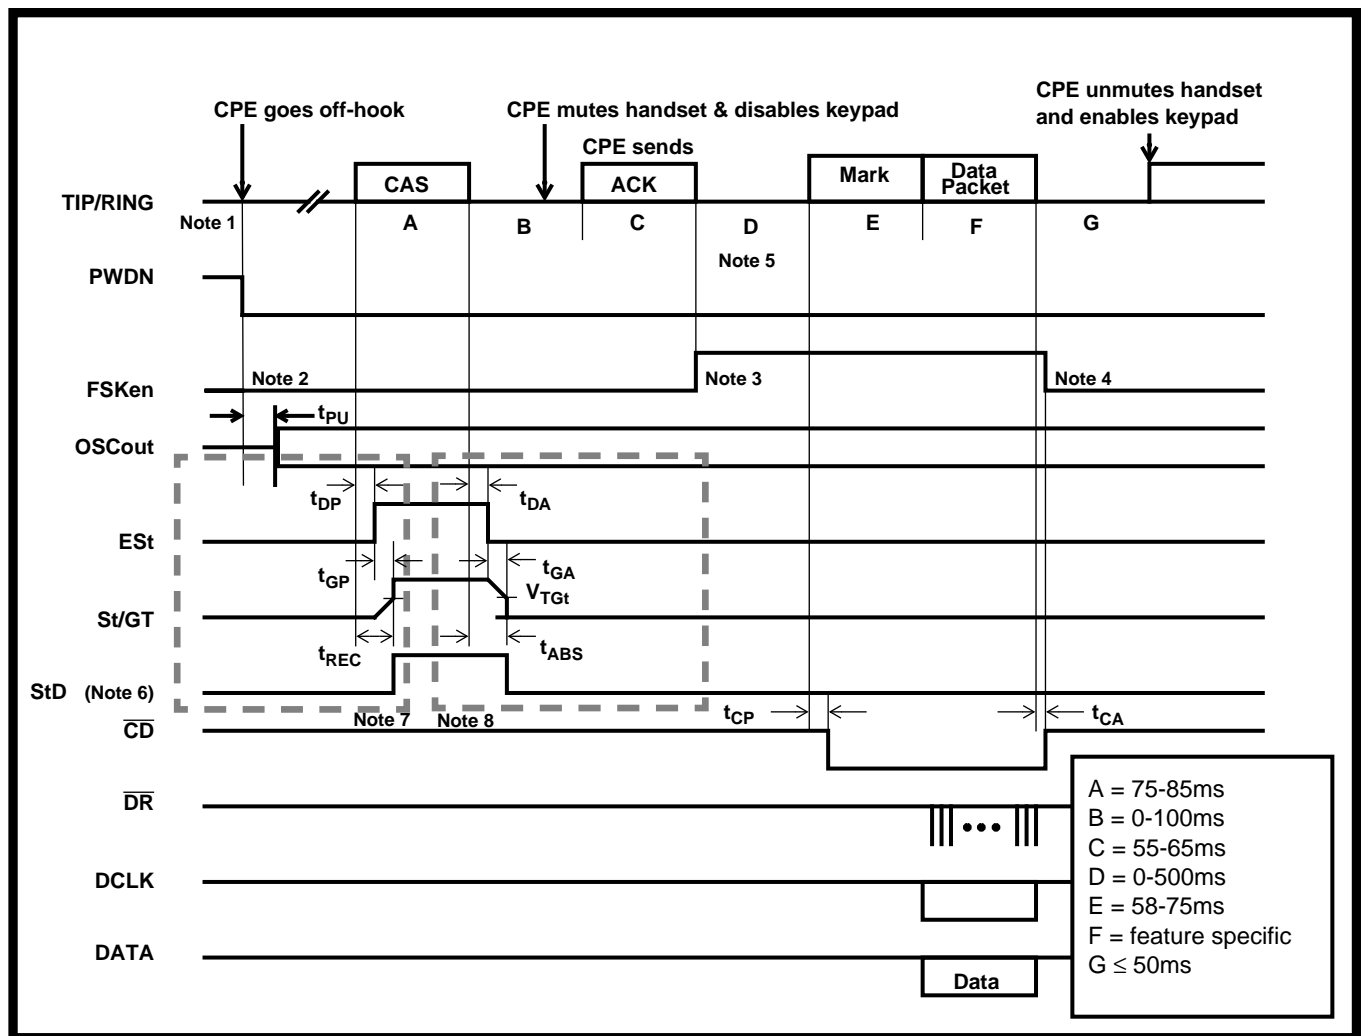 CPE goes off-hook
CPE mutes handset & disables keypad
CPE unmutes handset
and enables keypad
CPE sends
TIP/RING
CAS
ACK
Mark
Data
Packet
Note 1
A
B
C
D
E
F
G
Note 5
PWDN
FSKen
Note 2
Note 3
Note 4
tPU
OSCout
tDP
tDA
ESt
tGP
tGA
VTGt
St/GT
tREC
tABS
StD (Note 6)
Note 7
Note 8
tCP
tCA
CD
DR
DCLK
DATA
Data
A = 75-85ms
B = 0-100ms
C = 55-65ms
D = 0-500ms
E = 58-75ms
F = feature specific
G ≤ 50ms